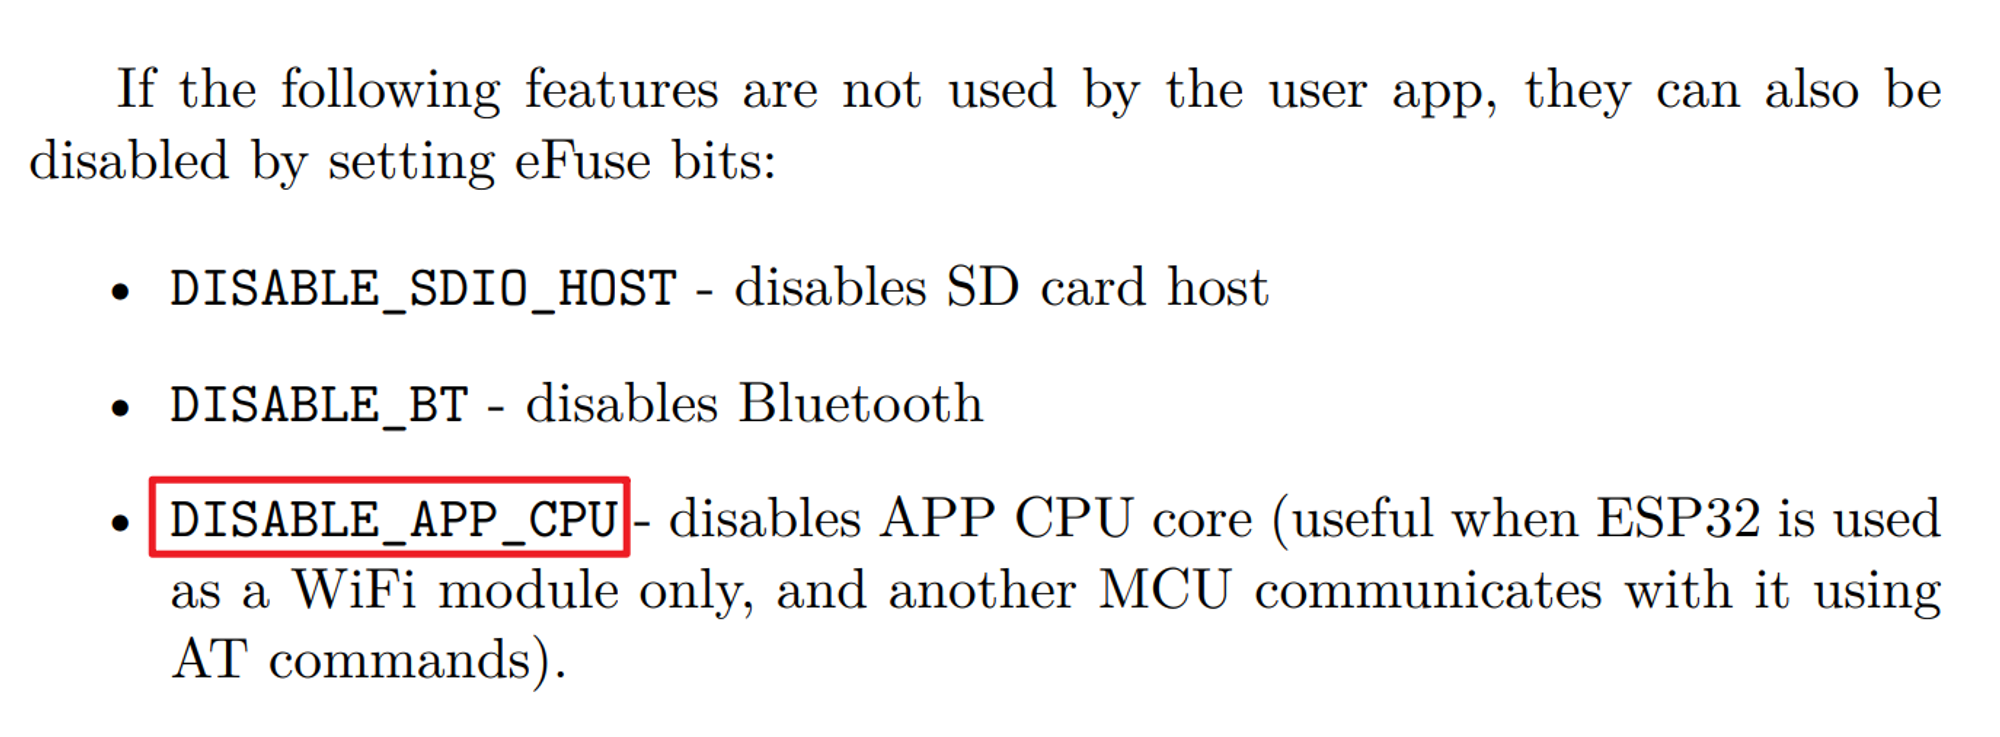 If the following features are not used by the user app, they can also be
disabled by setting eFuse bits:
• DISABLE_SDIO_HOST - disables SD card host
• DISABLE_BT - disables Bluetooth
• DISABLE_APP_CPU - disables APP CPU core (useful when ESP32 is used
as a WiFi module only, and another MCU communicates with it using
AT commands).